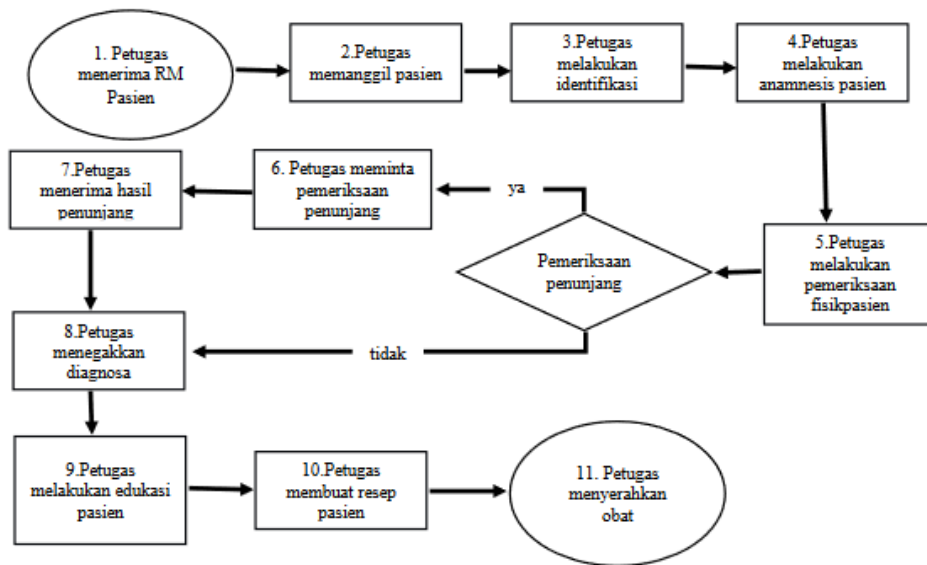 1. Petugas
menerima RM
Pasien
2.Petugas
memanggil pasien
3.Petugas
melakukan
identifikasi
4.Petugas
melakukan
anamnesis pasien
5.Petugas
melakukan
pemeriksaan
fisikpasien
Pemeriksaan
penunjang
ya
6. Petugas meminta
pemeriksaan
penunjang
7.Petugas
menerima hasil
penunjang
tidak
8.Petugas
menegakkan
diagnosa
9.Petugas
melakukan edukasi
pasien
10.Petugas
membuat resep
pasien
11. Petugas
menyerahkan
obat